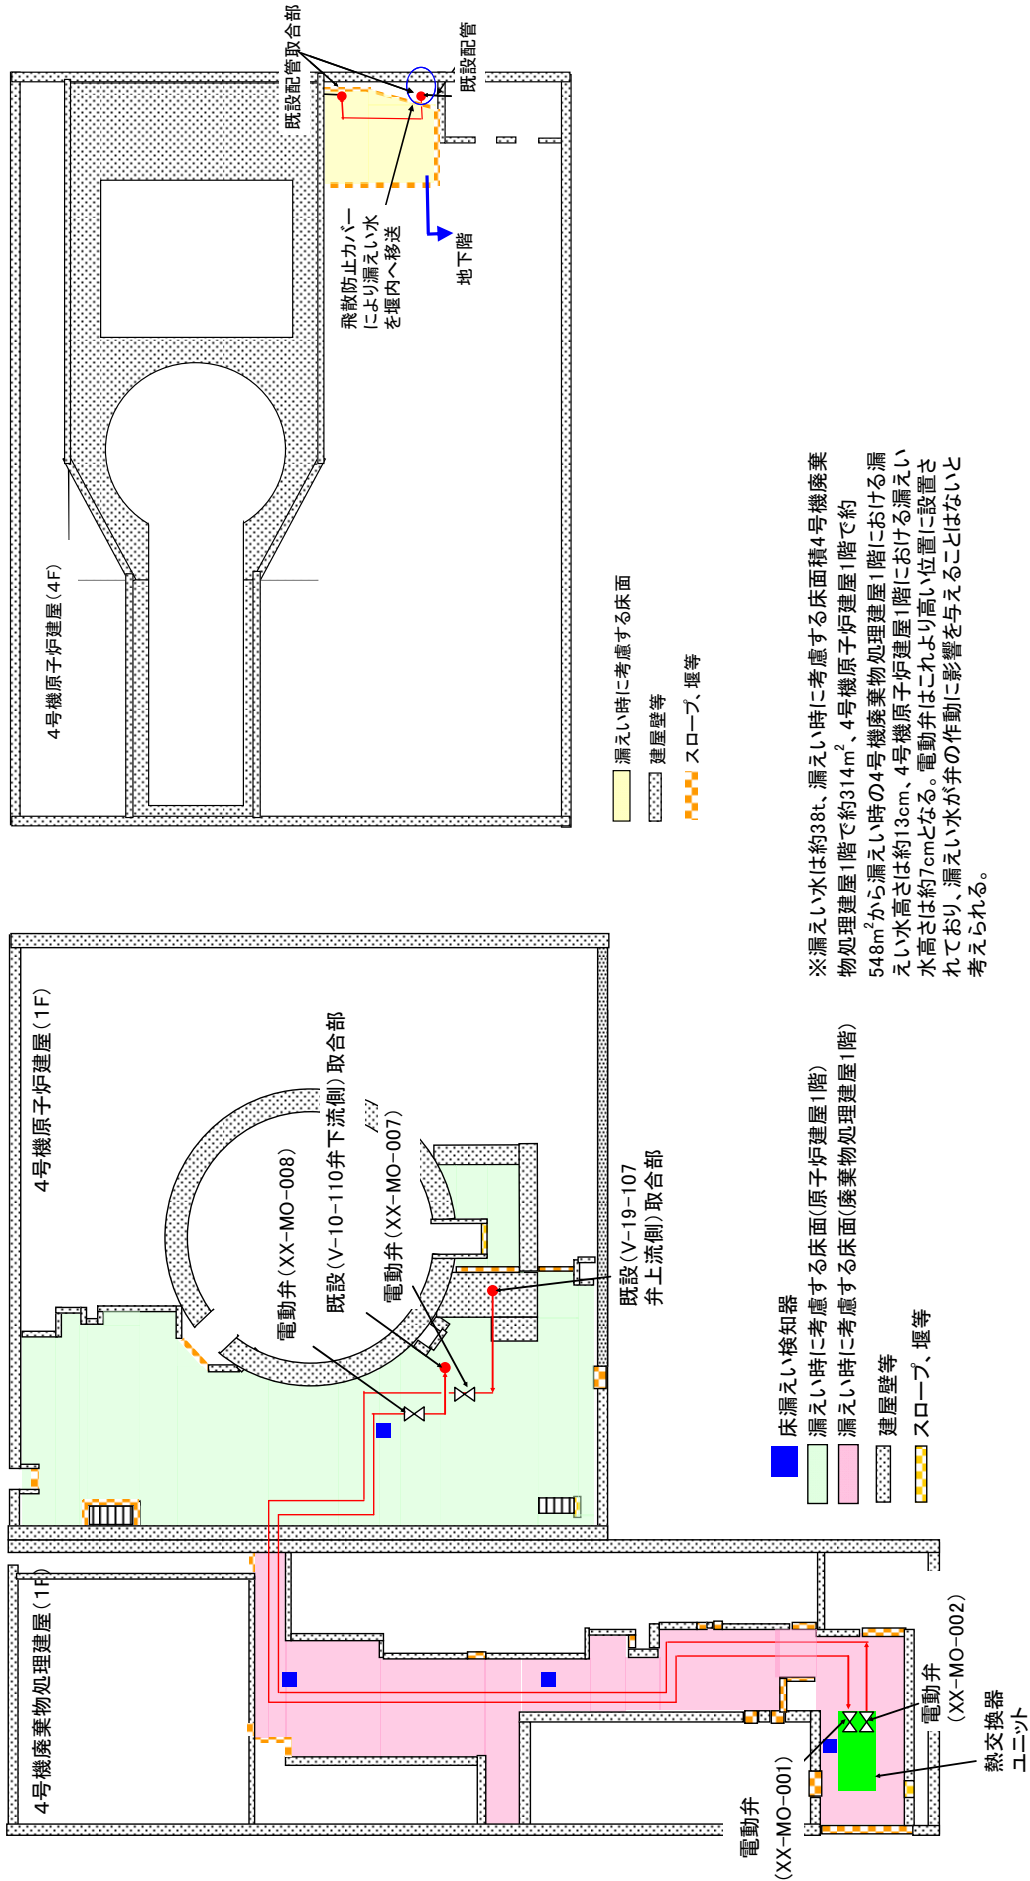 4号機廃棄物処理建屋(1F)
電動弁
(XX-MO-001)
電動弁
(XX-MO-002)
熱交換器
ユニット
4号機原子炉建屋(1F)
電動弁(XX-MO-008)
既設(V-10-110弁下流側)取合部
電動弁(XX-MO-007)
既設(V-19-107
弁上流側)取合部
床漏えい検知器
漏えい時に考慮する床面(原子炉建屋1階)
漏えい時に考慮する床面(廃棄物処理建屋1階)
建屋壁等
スロープ、堰等
4号機原子炉建屋(4F)
既設配管取合部
既設配管
飛散防止カバー
により漏えい水
を堰内へ移送
地下階
漏えい時に考慮する床面
建屋壁等
スロープ、堰等
※漏えい水は約38t、漏えい時に考慮する床面積4号機廃棄
物処理建屋1階で約314m²、4号機原子炉建屋1階で約
548m²から漏えい時の4号機廃棄物処理建屋1階における漏
えい水高さは約13cm、4号機原子炉建屋1階における漏えい
水高さは約7cmとなる。電動弁はこれより高い位置に設置さ
れており、漏えい水が弁の作動に影響を与えることはないと
考えられる。